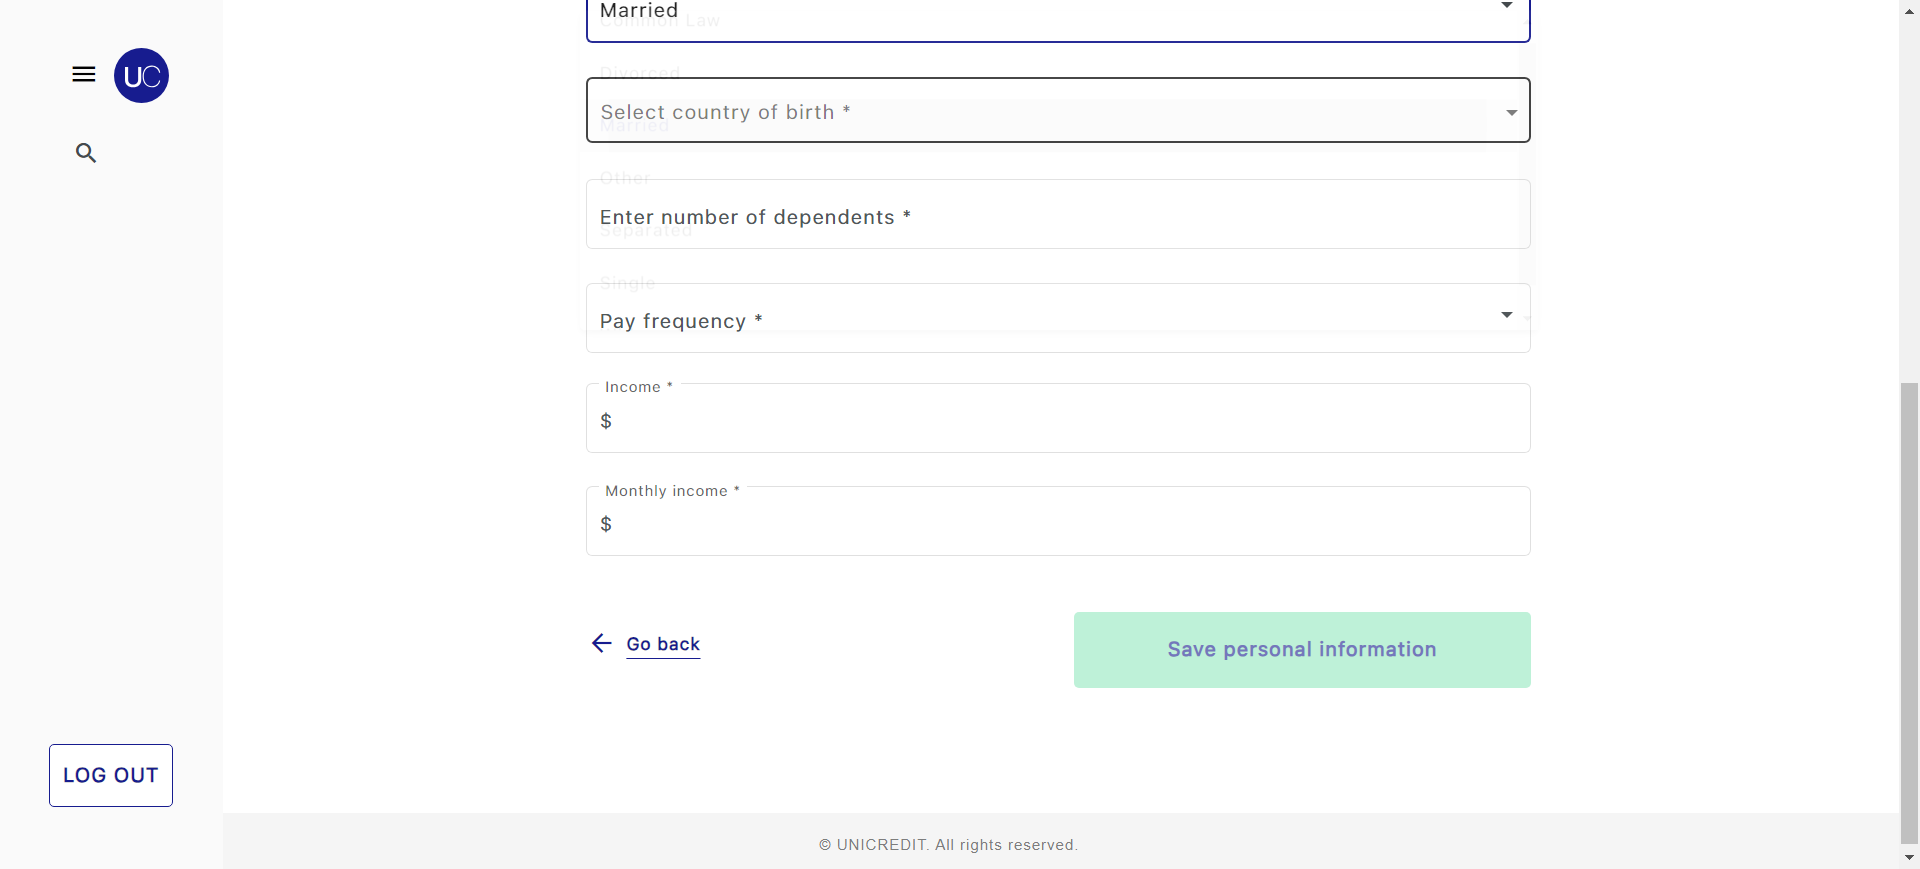 UC
Married
Common Law
Divorced
Select country of birth *
Married
Other
Enter number of dependents *
Separated
Single
Pay frequency *
Income *
$
Monthly income *
$
Go back
Save personal information
LOG OUT
© UNICREDIT. All rights reserved.